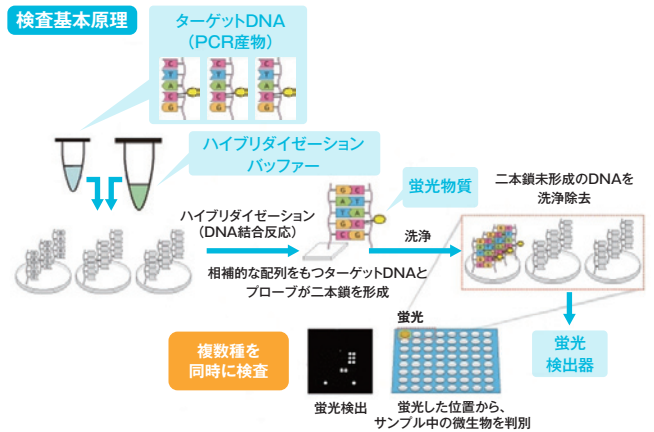 検査基本原理
ターゲットDNA
（PCR産物）
C
T
A
C
G
C
T
A
C
G
C
T
A
C
G
ハイブリダイゼーション
バッファー
ハイブリダイゼーション
（DNA結合反応）
G C
A T
T A
G C
C G
蛍光物質
洗浄
二本鎖未形成のDNAを
洗浄除去
相補的な配列をもつターゲットDNAと
プローブが二本鎖を形成
複数種を
同時に検査
蛍光検出
蛍光
蛍光した位置から、
サンプル中の微生物を判別
蛍光
検出器